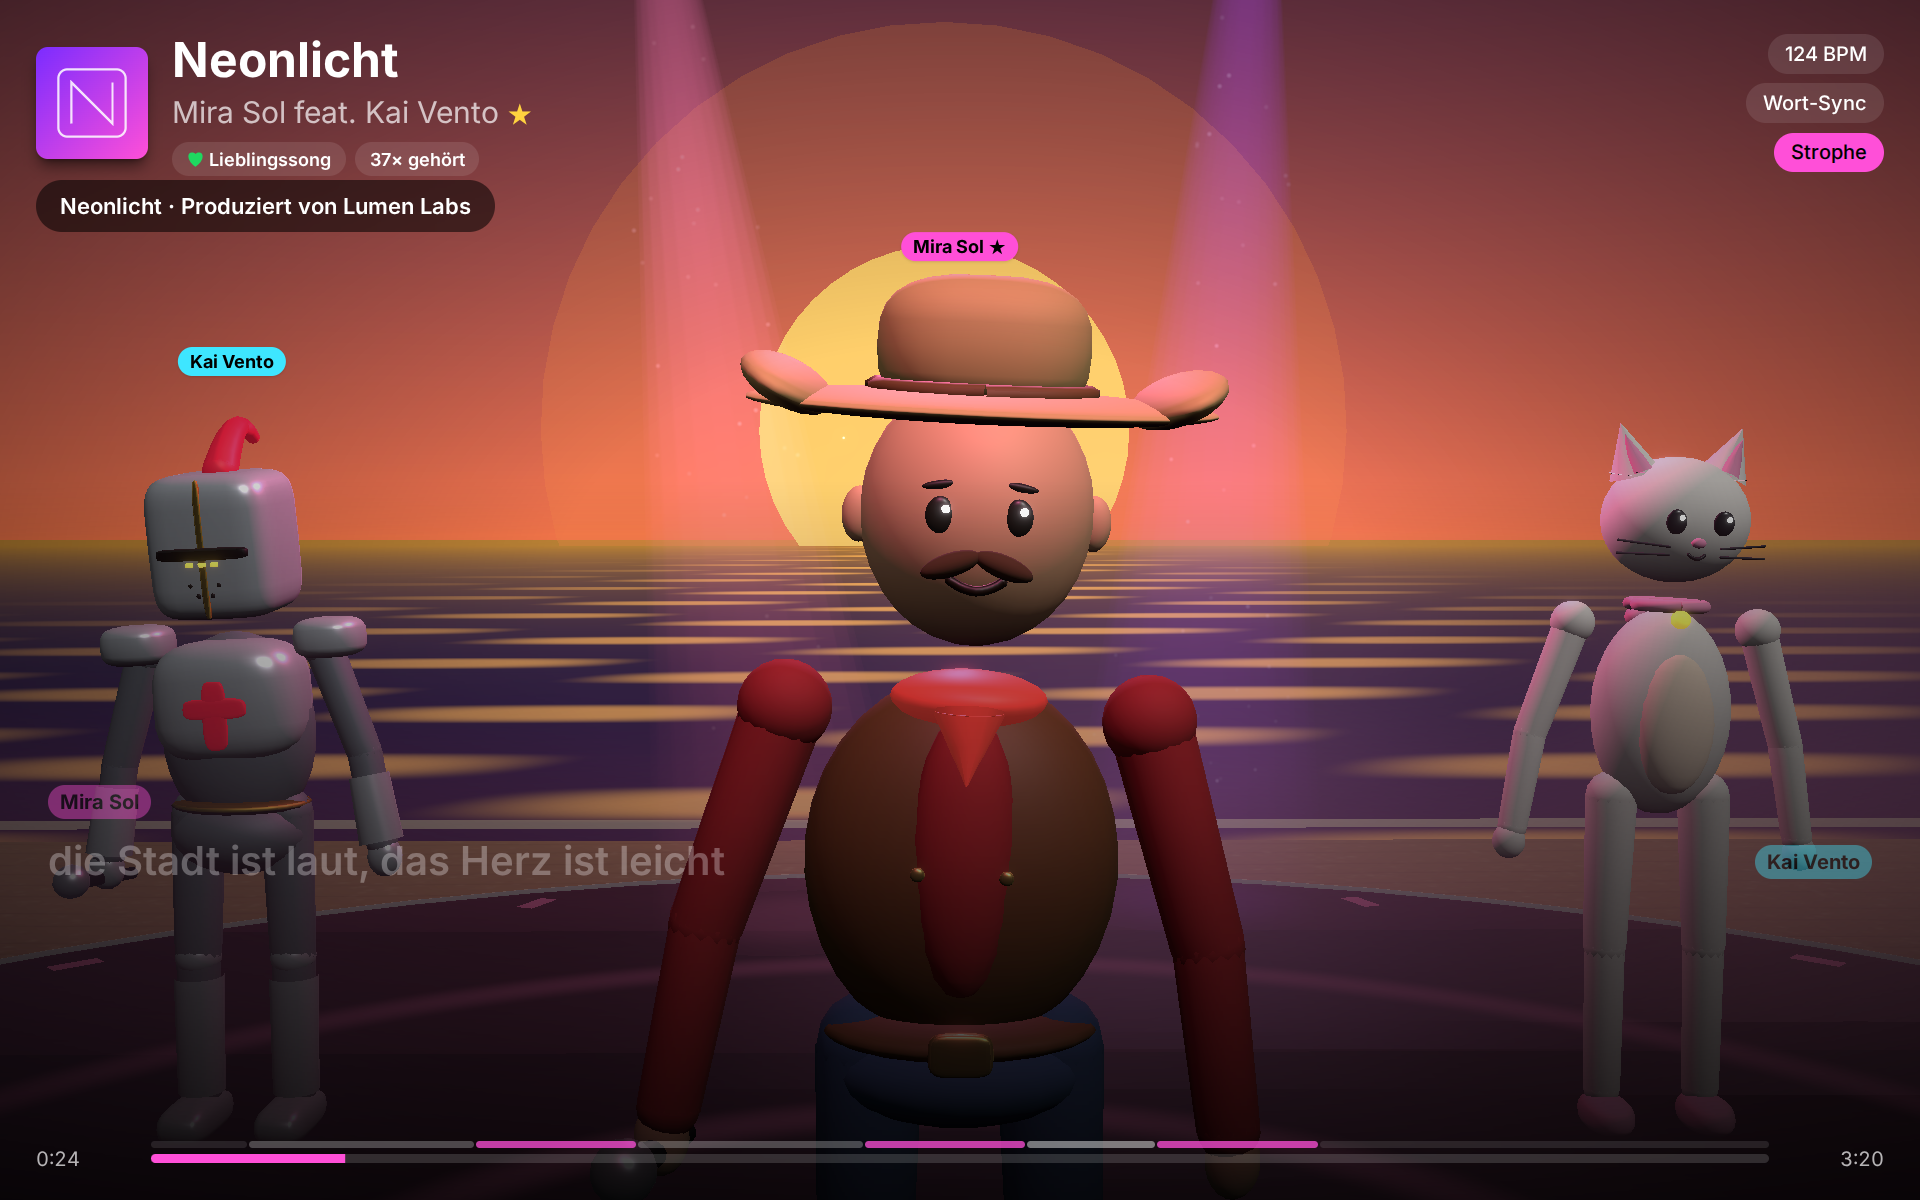 N
Neonlicht
Mira Sol feat. Kai Vento ★
Lieblingssong
37× gehört
Neonlicht · Produziert von Lumen Labs
124 BPM
Wort-Sync
Strophe
Mira Sol ★
Kai Vento
Mira Sol
die Stadt ist laut, das Herz ist leicht
Kai Vento
0:24
3:20